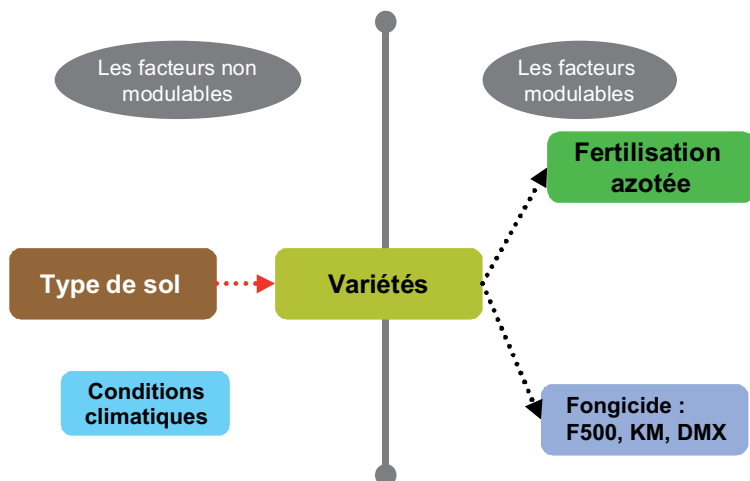 Les facteurs non
modulables
Les facteurs
modulables
Fertilisation
azotée
Type de sol
Variétés
Conditions
climatiques
Fongicide :
F500, KM, DMX